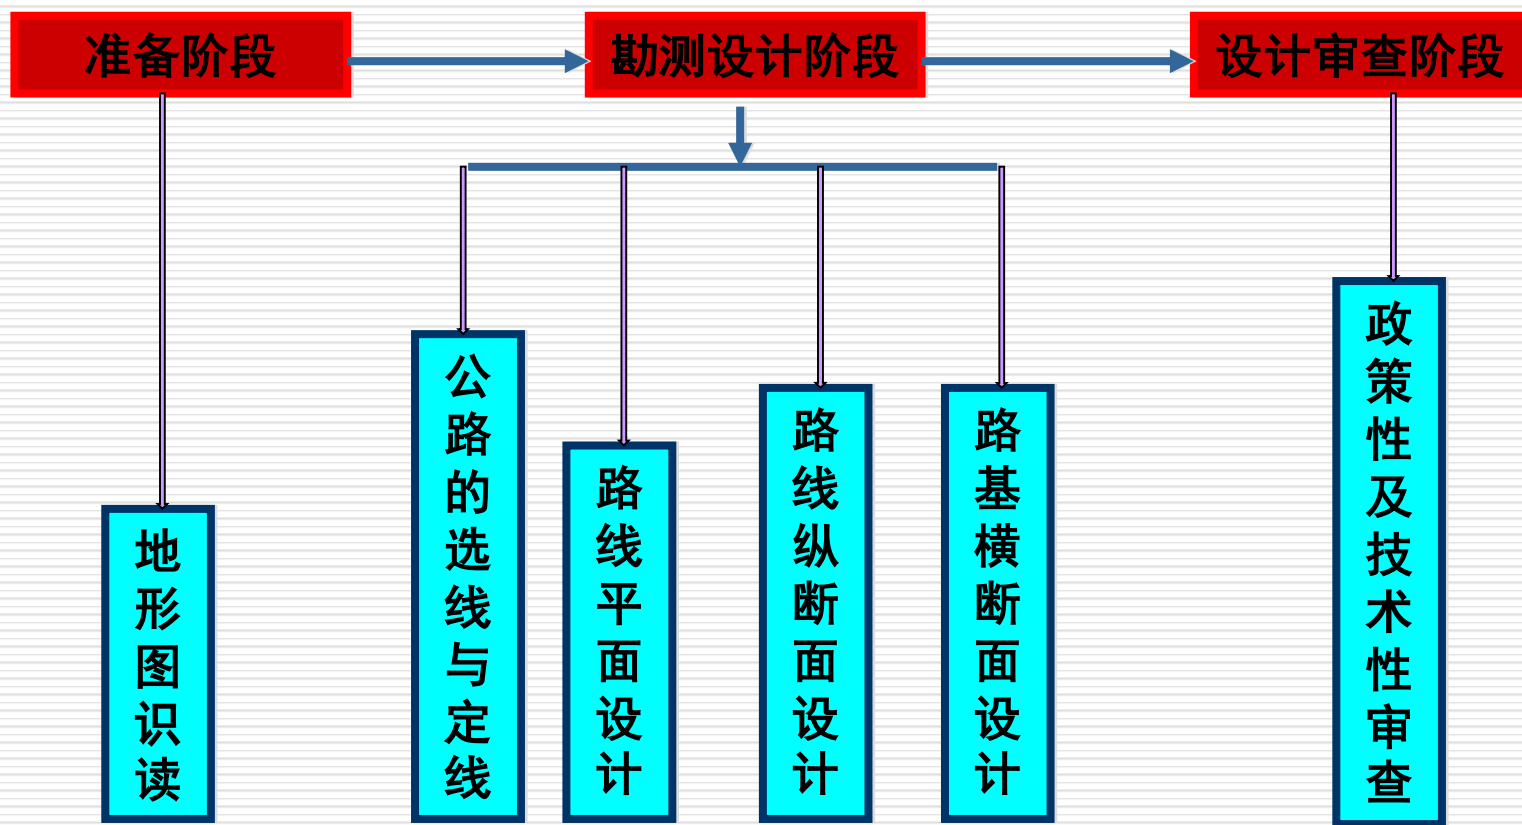 准备阶段
勘测设计阶段
设计审查阶段
地形图识读
公路的选线与定线
路线平面设计
路线纵断面设计
路基横断面设计
政策性及技术性审查